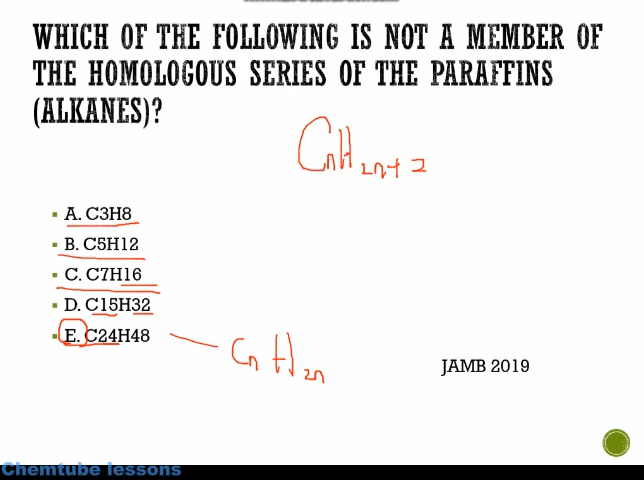 WHICH OF THE FOLLOWING IS NOT A MEMBER OF
THE HOMOLOGOUS SERIES OF THE PARAFFINS
(ALKANES)?
CnH2n+2
A. C3H8
B. C5H12
C. C7H16
D. C15H32
E. C24H48
CnH2n
JAMB 2019
Chemtube lessons